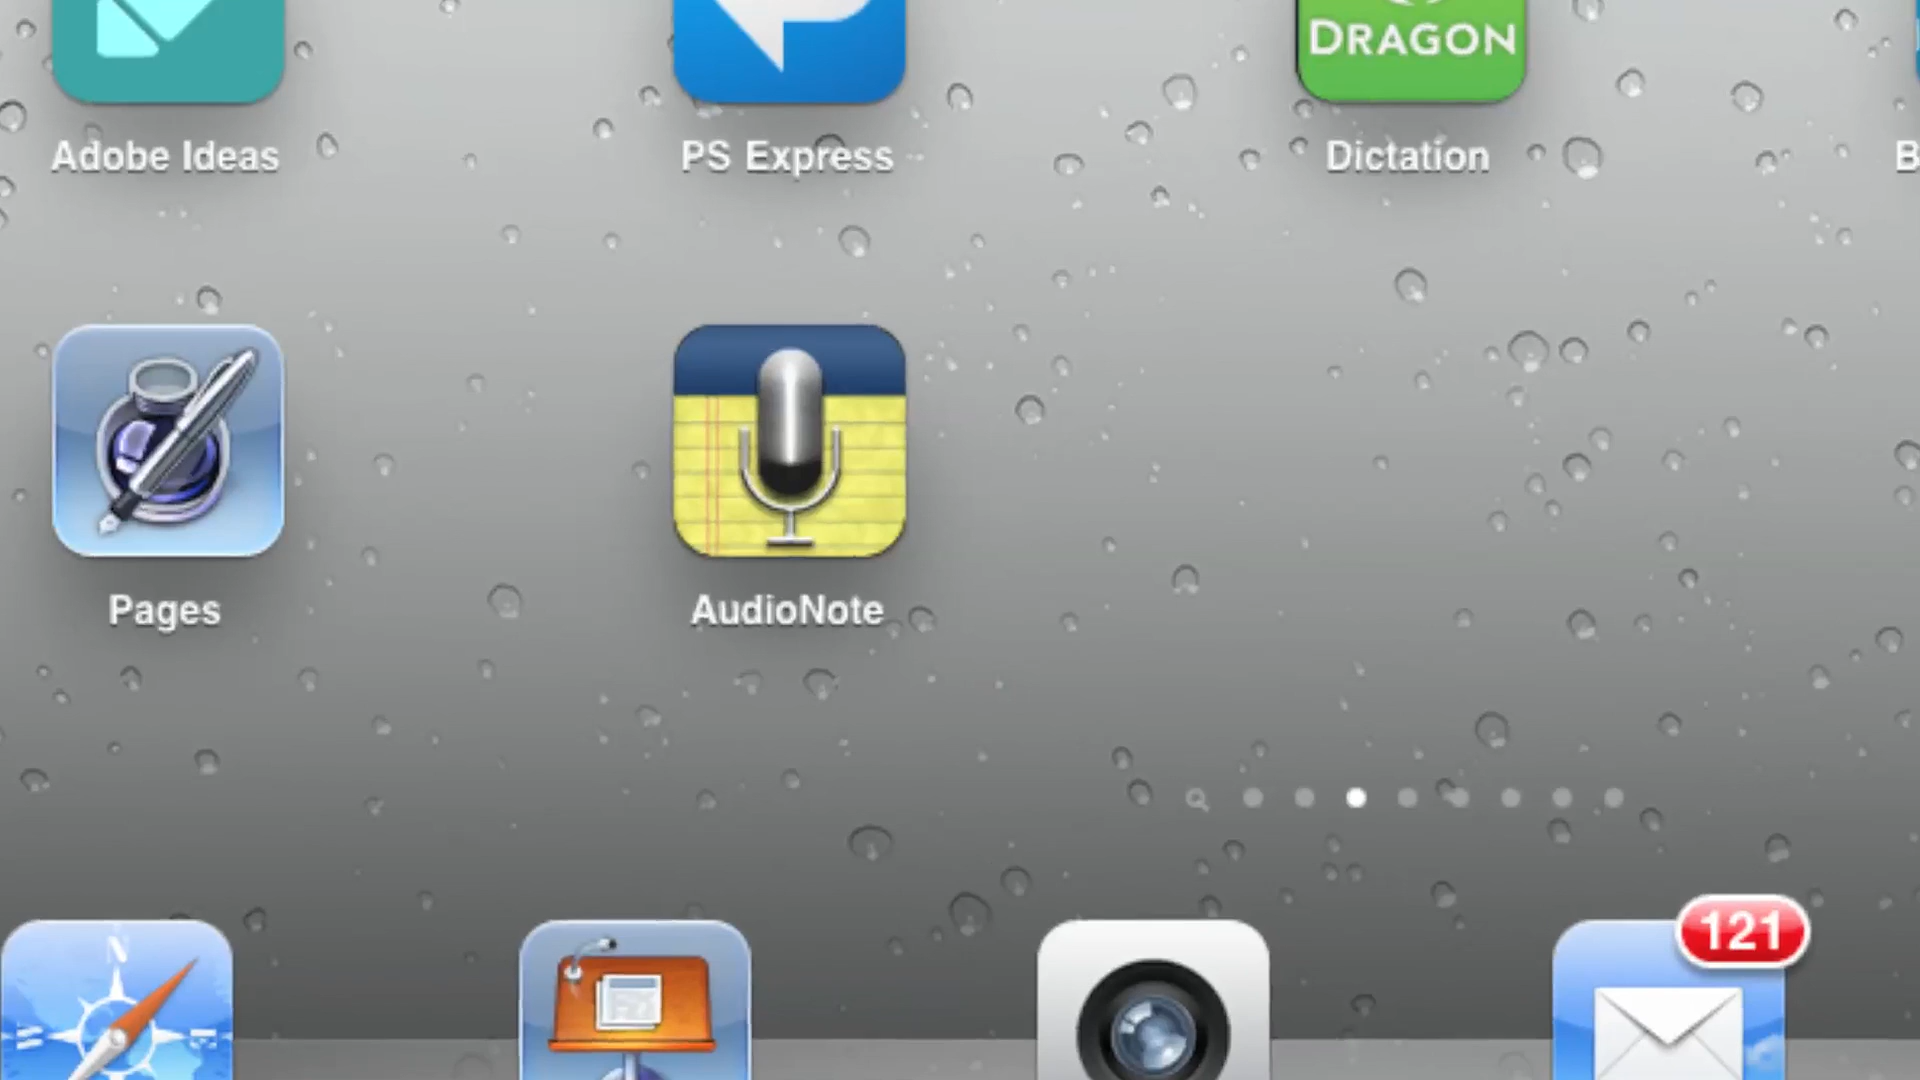 DRAGON
Adobe Ideas
PS Express
Dictation
B
Pages
AudioNote
121
N
W
E